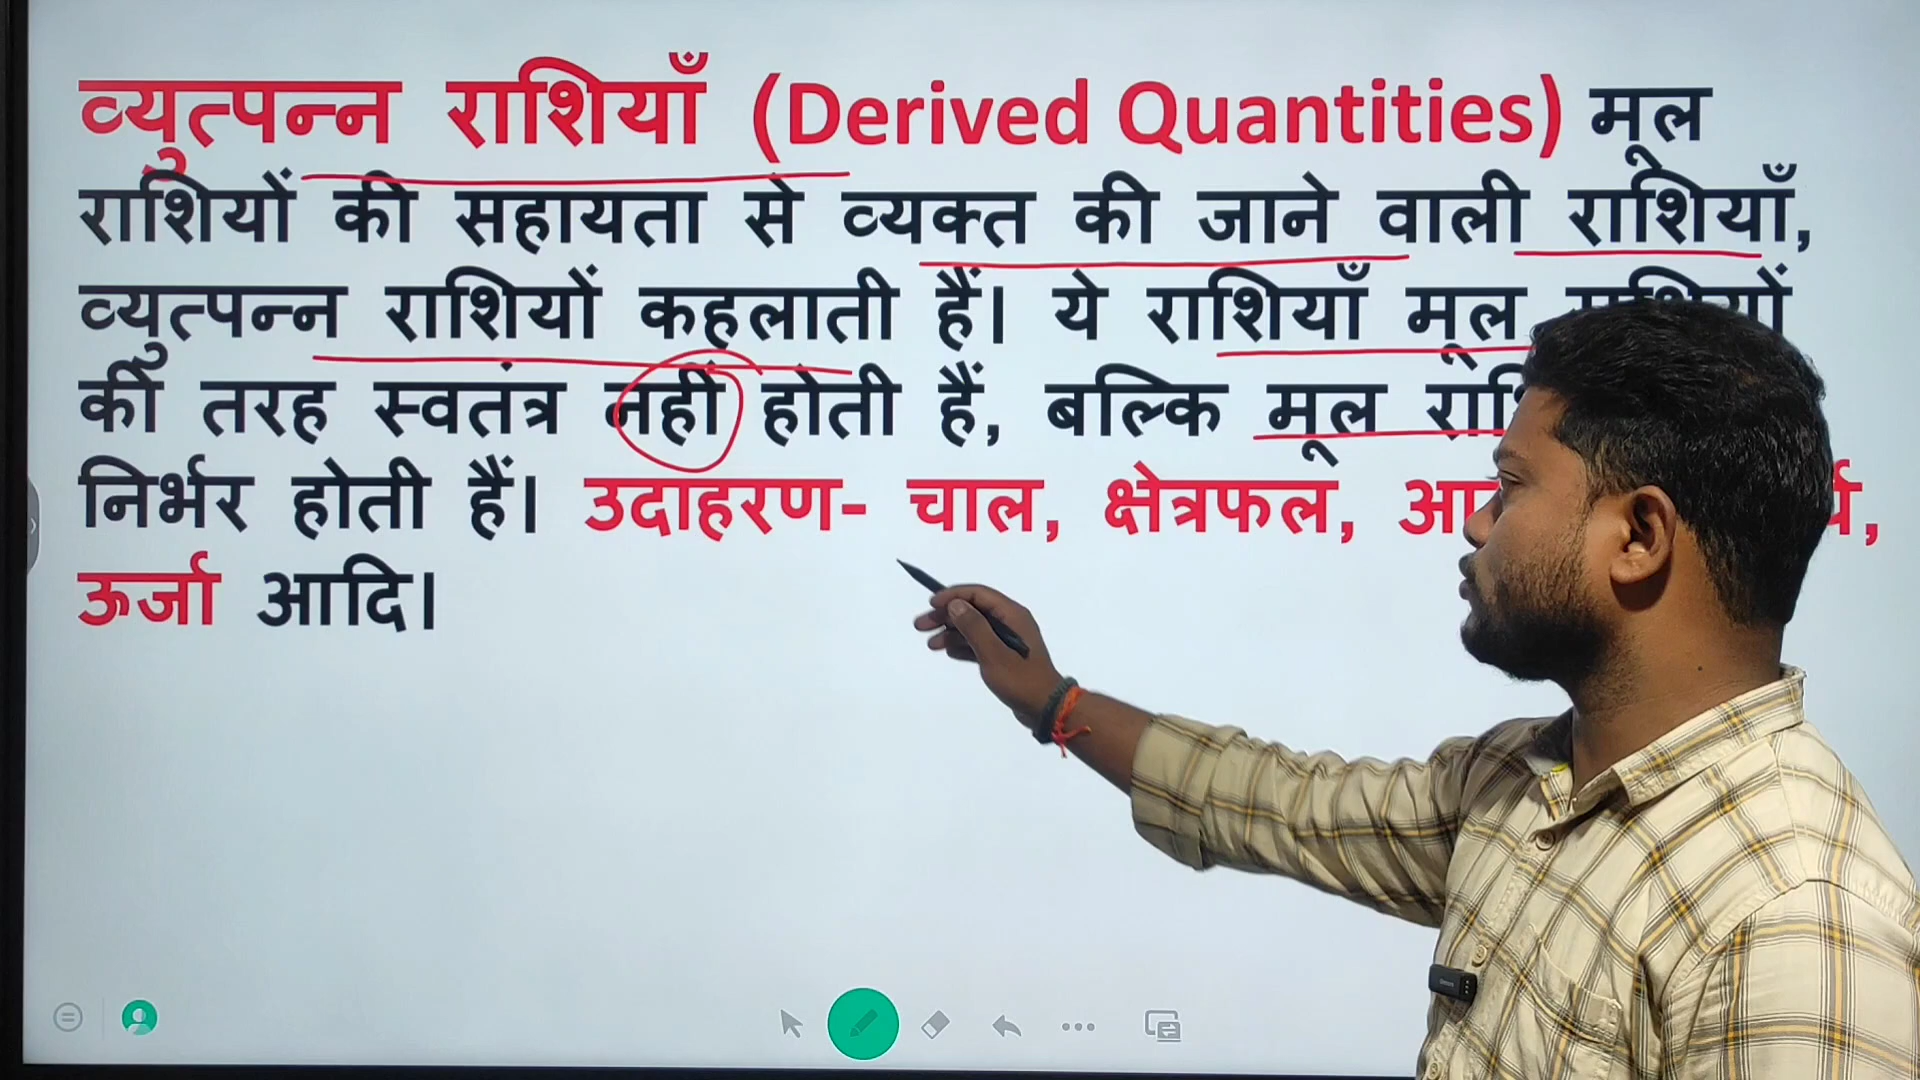 व्युत्पन्न राशियाँ (Derived Quantities) मूल
राशियों की सहायता से व्यक्त की जाने वाली राशियाँ,
व्युत्पन्न राशियों कहलाती हैं। ये राशियाँ मूल
की तरह स्वतंत्र नहीं होती हैं, बल्कि मूल
निर्भर होती हैं। उदाहरण- चाल, क्षेत्रफल,
ऊर्जा आदि।